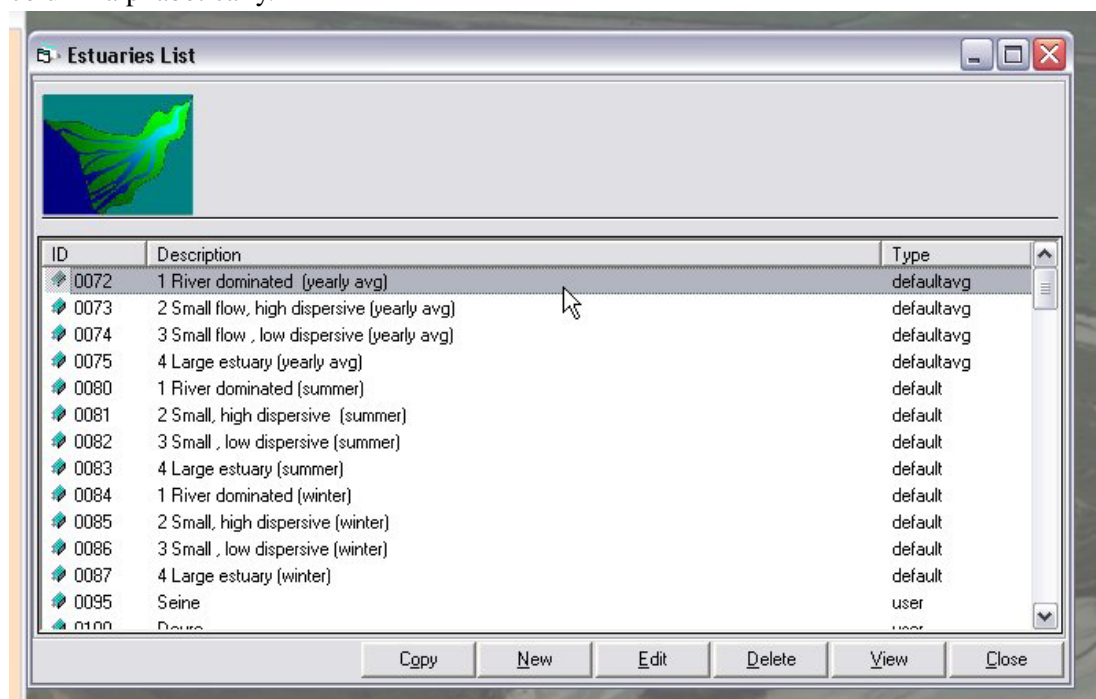 Estuaries List
ID Description Type
0072 1 River dominated (yearly avg) defaultavg
0073 2 Small flow, high dispersive (yearly avg) defaultavg
0074 3 Small flow , low dispersive (yearly avg) defaultavg
0075 4 Large estuary (yearly avg) defaultavg
0080 1 River dominated (summer) default
0081 2 Small, high dispersive (summer) default
0082 3 Small , low dispersive (summer) default
0083 4 Large estuary (summer) default
0084 1 River dominated (winter) default
0085 2 Small, high dispersive (winter) default
0086 3 Small , low dispersive (winter) default
0087 4 Large estuary (winter) default
0095 Seine user
0100 Douro user
Copy New Edit Delete View Close